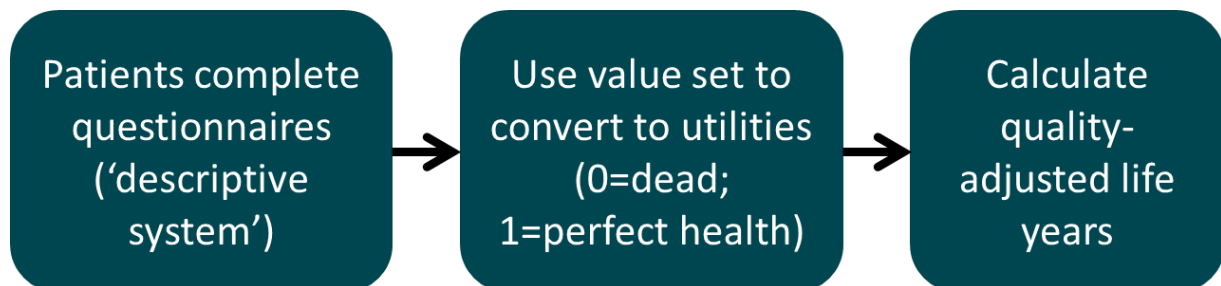 Patients complete
questionnaires
(‘descriptive
system’)
Use value set to
convert to utilities
(0=dead;
1=perfect health)
Calculate
quality-
adjusted life
years